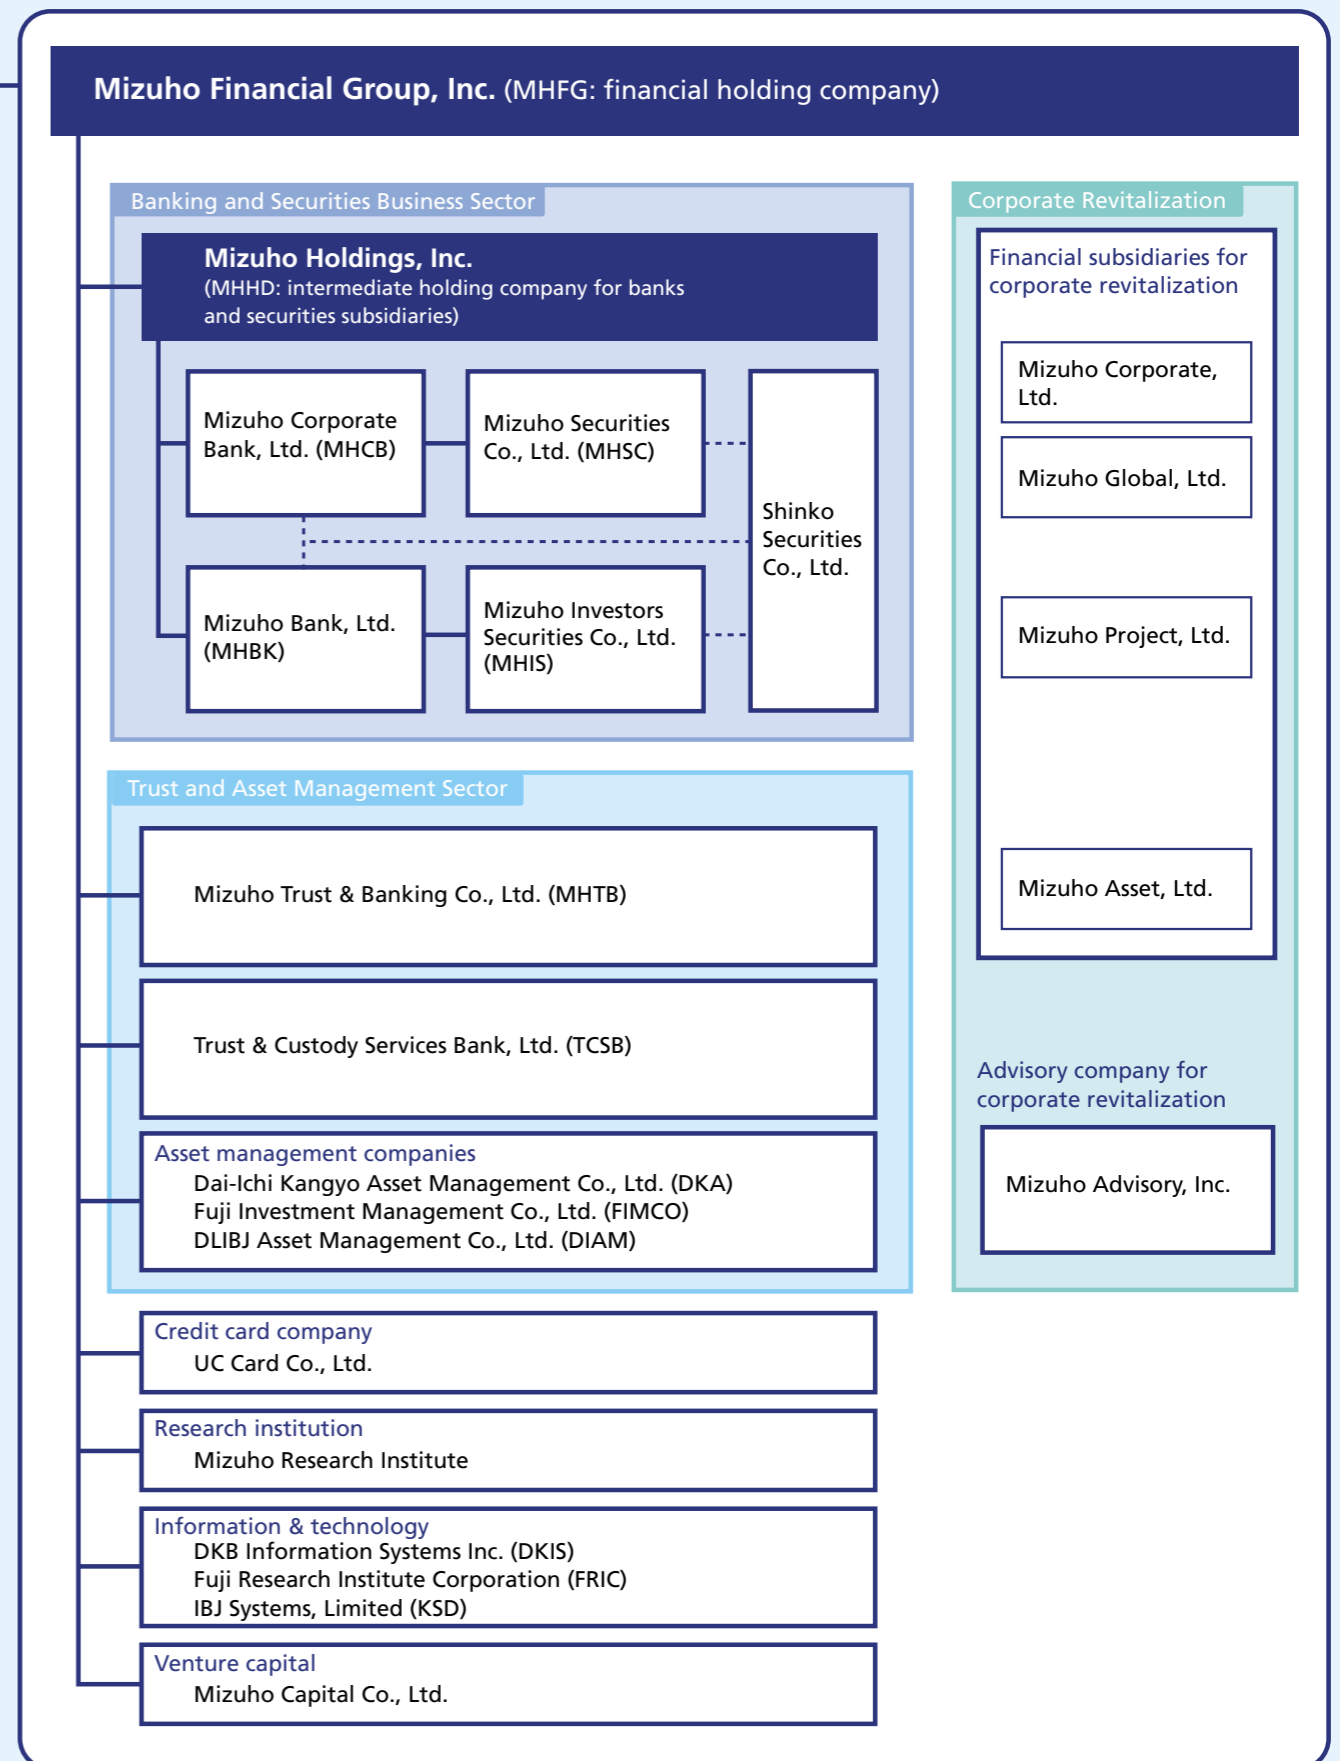 Mizuho Financial Group, Inc. (MHFG: financial holding company)
Banking and Securities Business Sector
Mizuho Holdings, Inc.
(MHHD: intermediate holding company for banks
and securities subsidiaries)
Mizuho Corporate
Bank, Ltd. (MHCB)
Mizuho Securities
Co., Ltd. (MHSC)
Shinko
Securities
Co., Ltd.
Mizuho Bank, Ltd.
(MHBK)
Mizuho Investors
Securities Co., Ltd.
(MHIS)
Trust and Asset Management Sector
Mizuho Trust & Banking Co., Ltd. (MHTB)
Trust & Custody Services Bank, Ltd. (TCSB)
Asset management companies
Dai-Ichi Kangyo Asset Management Co., Ltd. (DKA)
Fuji Investment Management Co., Ltd. (FIMCO)
DLIBJ Asset Management Co., Ltd. (DIAM)
Credit card company
UC Card Co., Ltd.
Research institution
Mizuho Research Institute
Information & technology
DKB Information Systems Inc. (DKIS)
Fuji Research Institute Corporation (FRIC)
IBJ Systems, Limited (KSD)
Venture capital
Mizuho Capital Co., Ltd.
Corporate Revitalization
Financial subsidiaries for
corporate revitalization
Mizuho Corporate,
Ltd.
Mizuho Global, Ltd.
Mizuho Project, Ltd.
Mizuho Asset, Ltd.
Advisory company for
corporate revitalization
Mizuho Advisory, Inc.